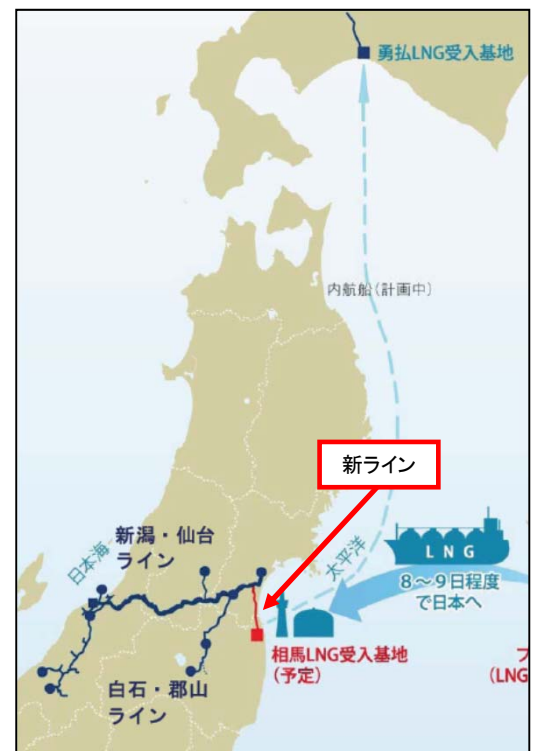 勇払LNG受入基地
内航船(計画中)
新ライン
新潟・仙台
ライン
日本海
太平洋
LNG
8～9日程度
で日本へ
相馬LNG受入基地
(予定)
フ
(LNG
白石・郡山
ライン